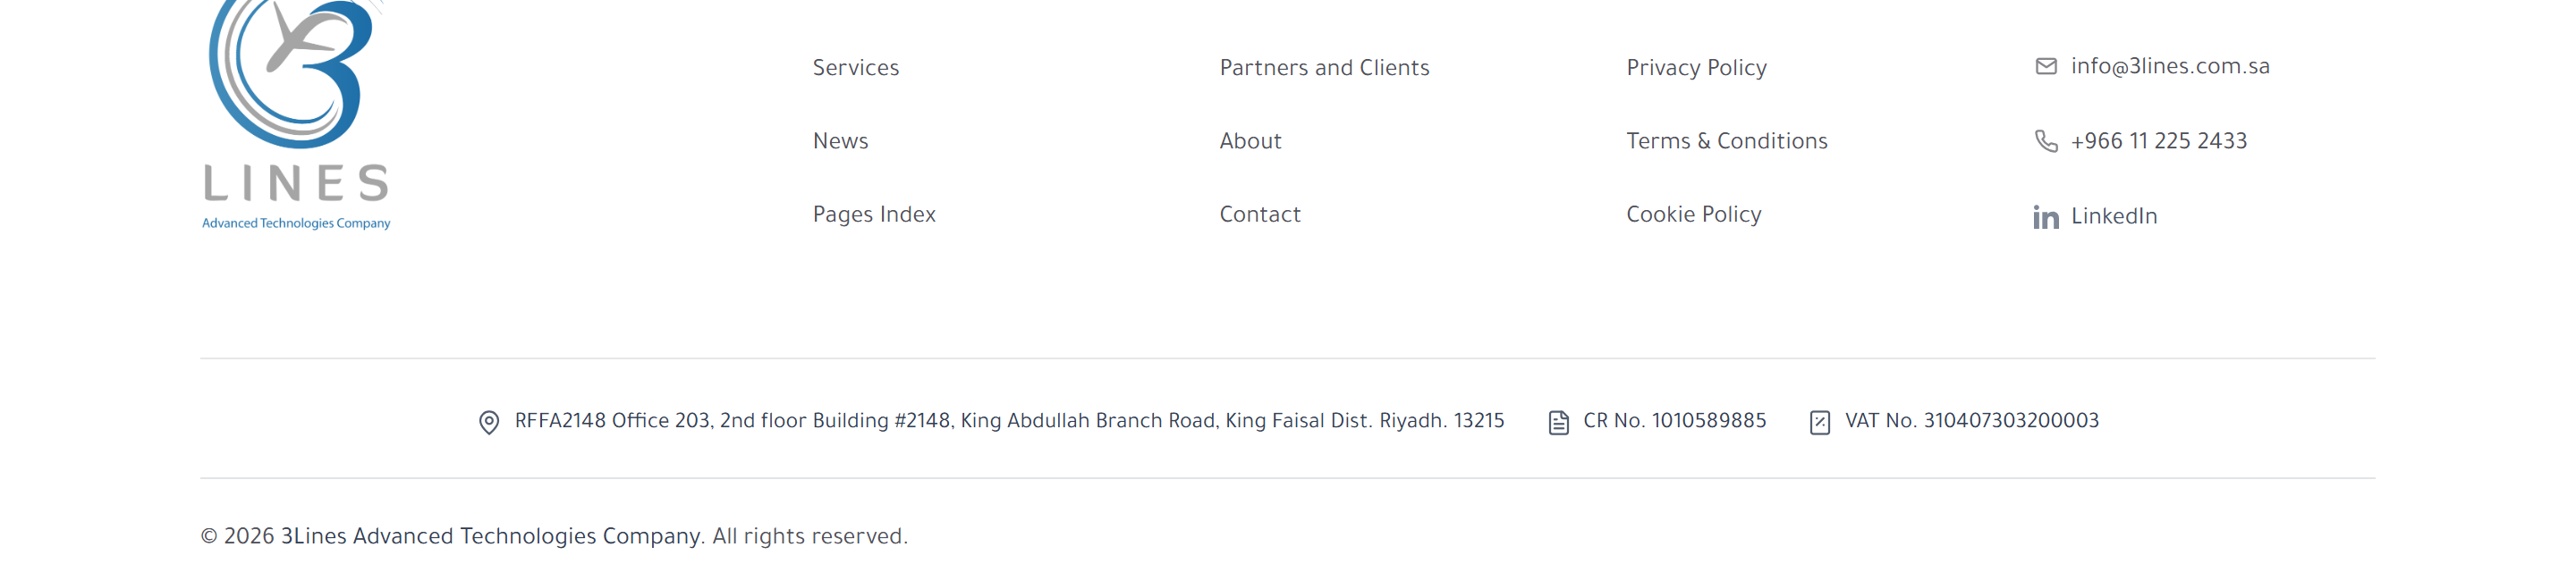 3
LINES
Advanced Technologies Company
Services
News
Pages Index
Partners and Clients
About
Contact
Privacy Policy
Terms & Conditions
Cookie Policy
info@3lines.com.sa
+966 11 225 2433
in LinkedIn
RFFA2148 Office 203, 2nd floor Building #2148, King Abdullah Branch Road, King Faisal Dist. Riyadh. 13215
CR No. 1010589885
VAT No. 310407303200003
© 2026 3Lines Advanced Technologies Company. All rights reserved.